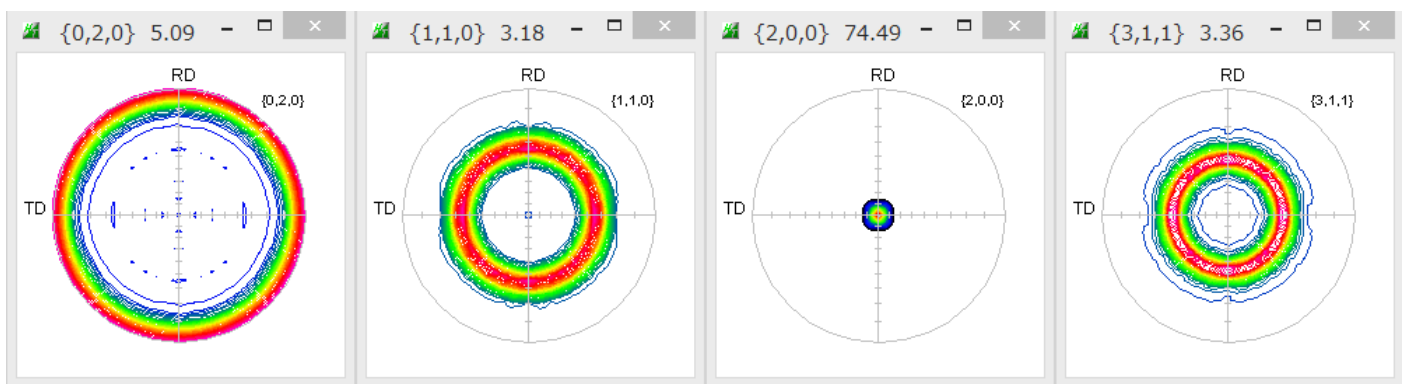 {0,2,0} 5.09
RD
{0,2,0}
TD
{1,1,0} 3.18
RD
{1,1,0}
TD
{2,0,0} 74.49
RD
{2,0,0}
TD
{3,1,1} 3.36
RD
{3,1,1}
TD